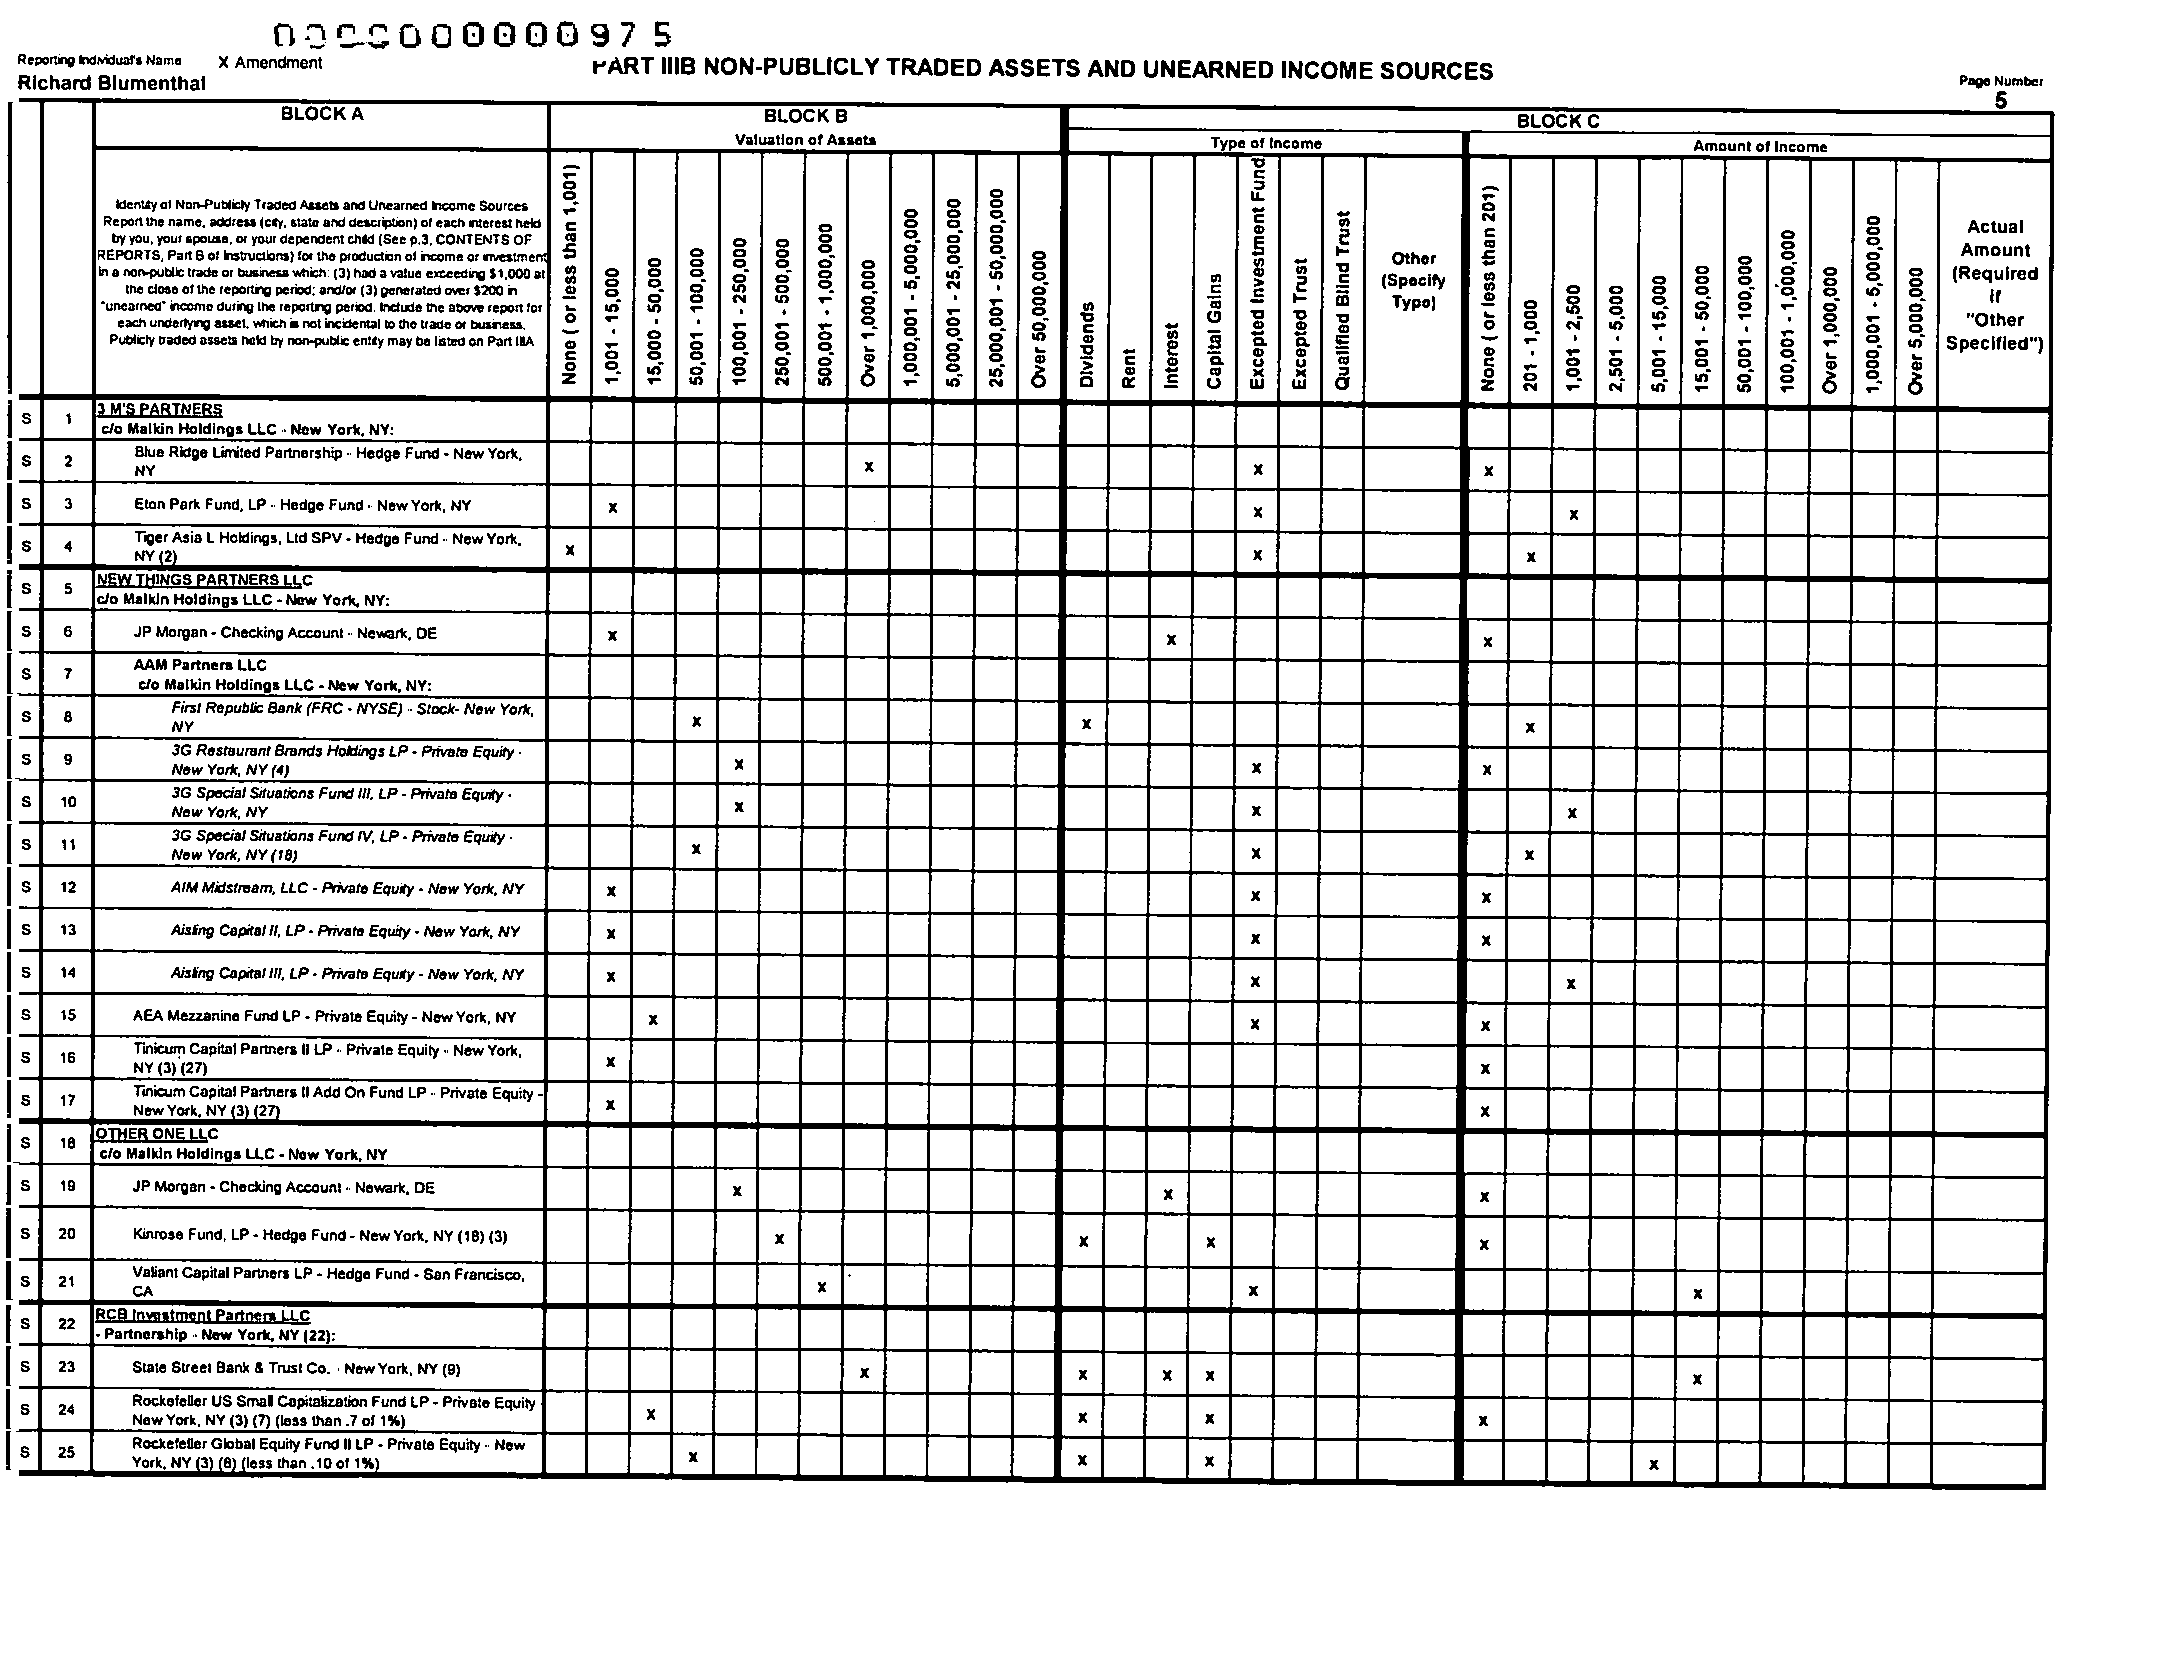 000000000975
Reporting Individual's Name X Amendment PART IIIB NON-PUBLICLY TRADED ASSETS AND UNEARNED INCOME SOURCES
Richard Blumenthal
Page Number
5
BLOCK A BLOCK B BLOCK C
Valuation of Assets Type of Income Amount of Income
Identity of Non-Publicly Traded Assets and Unearned Income Sources
Report the name, address (city, state and description) of each interest held
by you, your spouse, or your dependent child (See p.3, CONTENTS OF
REPORTS, Part B of Instructions) for the production of income or investment
in a non-public trade or business which: (3) had a value exceeding $1,000 at
the close of the reporting period; and/or (3) generated over $200 in
"unearned" income during the reporting period. Include the above report for
each underlying asset, which is not incidental to the trade or business.
Publicly traded assets held by non-public entity may be listed on Part IIIA
None ( or less than 1,001)
1,001 - 15,000
15,000 - 50,000
50,001 - 100,000
100,001 - 250,000
250,001 - 500,000
500,001 - 1,000,000
Over 1,000,000
1,000,001 - 5,000,000
5,000,001 - 25,000,000
25,000,001 - 50,000,000
Over 50,000,000
Dividends
Rent
Interest
Capital Gains
Excepted Investment Fund
Excepted Trust
Qualified Blind Trust
Other
(Specify
Type)
None ( or less than 201)
201 - 1,000
1,001 - 2,500
2,501 - 5,000
5,001 - 15,000
15,001 - 50,000
50,001 - 100,000
100,001 - 1,000,000
Over 1,000,000
1,000,001 - 5,000,000
Over 5,000,000
Actual
Amount
(Required
if
"Other
Specified")
S 1 3 M'S PARTNERS
c/o Malkin Holdings LLC - New York, NY:
S 2 Blue Ridge Limited Partnership - Hedge Fund - New York,
NY x x x
S 3 Eton Park Fund, LP - Hedge Fund - New York, NY x x x
S 4 Tiger Asia L Holdings, Ltd SPV - Hedge Fund - New York,
NY (2) x x x
S 5 NEW THINGS PARTNERS LLC
c/o Malkin Holdings LLC - New York, NY:
S 6 JP Morgan - Checking Account - Newark, DE x x x
S 7 AAM Partners LLC
c/o Malkin Holdings LLC - New York, NY:
S 8 First Republic Bank (FRC - NYSE) - Stock- New York,
NY x x x
S 9 3G Restaurant Brands Holdings LP - Private Equity -
New York, NY (4) x x x
S 10 3G Special Situations Fund III, LP - Private Equity -
New York, NY x x x
S 11 3G Special Situations Fund IV, LP - Private Equity -
New York, NY (18) x x x
S 12 AIM Midstream, LLC - Private Equity - New York, NY x x x
S 13 Aisling Capital II, LP - Private Equity - New York, NY x x x
S 14 Aisling Capital III, LP - Private Equity - New York, NY x x x
S 15 AEA Mezzanine Fund LP - Private Equity - New York, NY x x x
S 16 Tinicum Capital Partners II LP - Private Equity - New York,
NY (3) (27) x x
S 17 Tinicum Capital Partners II Add On Fund LP - Private Equity -
New York, NY (3) (27) x x
S 18 OTHER ONE LLC
c/o Malkin Holdings LLC - New York, NY
S 19 JP Morgan - Checking Account - Newark, DE x x x
S 20 Kinrose Fund, LP - Hedge Fund - New York, NY (18) (3) x x x x
S 21 Valiant Capital Partners LP - Hedge Fund - San Francisco,
CA x x x
S 22 RCB Investment Partners LLC
- Partnership - New York, NY (22):
S 23 State Street Bank & Trust Co. - New York, NY (9) x x x x x
S 24 Rockefeller US Small Capitalization Fund LP - Private Equity
New York, NY (3) (7) (less than .7 of 1%) x x x x
S 25 Rockefeller Global Equity Fund II LP - Private Equity - New
York, NY (3) (8) (less than .10 of 1%) x x x x